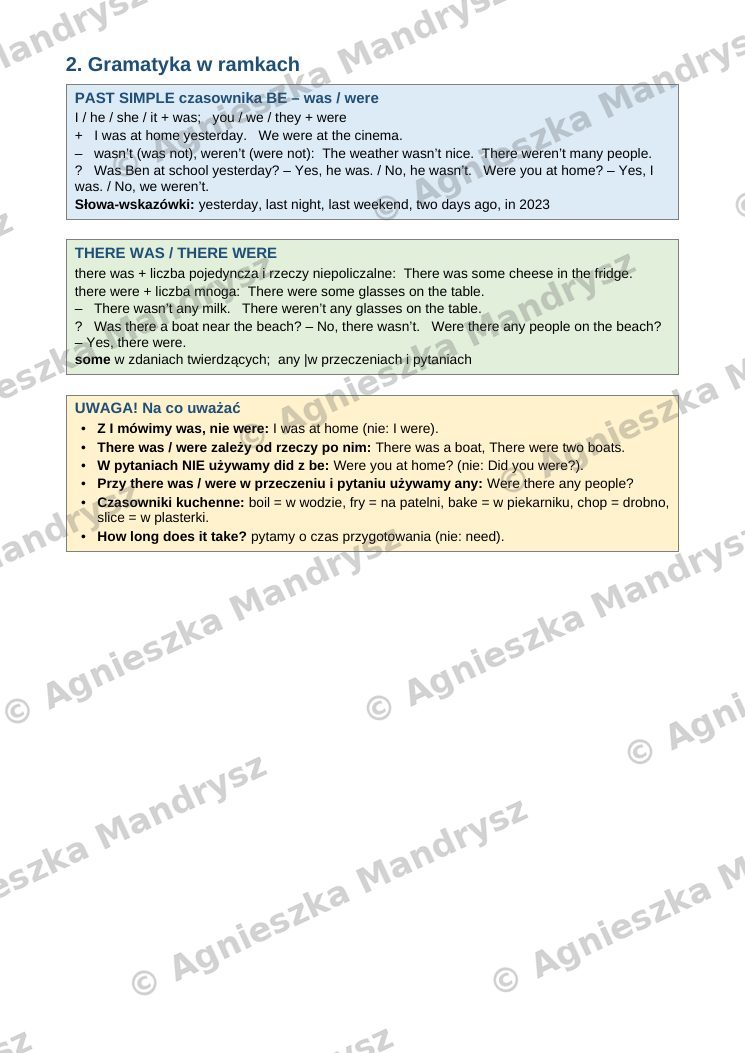 2. Gramatyka w ramkach
PAST SIMPLE czasownika BE – was / were
I / he / she / it + was;   you / we / they + were
+   I was at home yesterday.   We were at the cinema.
–   wasn’t (was not), weren’t (were not):  The weather wasn’t nice.  There weren’t many people.
?   Was Ben at school yesterday? – Yes, he was. / No, he wasn’t.   Were you at home? – Yes, I
was. / No, we weren’t.
Słowa-wskazówki: yesterday, last night, last weekend, two days ago, in 2023
THERE WAS / THERE WERE
there was + liczba pojedyncza i rzeczy niepoliczalne:  There was some cheese in the fridge.
there were + liczba mnoga:  There were some glasses on the table.
–   There wasn’t any milk.   There weren’t any glasses on the table.
?   Was there a boat near the beach? – No, there wasn’t.   Were there any people on the beach?
– Yes, there were.
some w zdaniach twierdzących;  any |w przeczeniach i pytaniach
UWAGA! Na co uważać
• Z I mówimy was, nie were: I was at home (nie: I were).
• There was / were zależy od rzeczy po nim: There was a boat, There were two boats.
• W pytaniach NIE używamy did z be: Were you at home? (nie: Did you were?).
• Przy there was / were w przeczeniu i pytaniu używamy any: Were there any people?
• Czasowniki kuchenne: boil = w wodzie, fry = na patelni, bake = w piekarniku, chop = drobno,
slice = w plasterki.
• How long does it take? pytamy o czas przygotowania (nie: need).
© Agnieszka Mandrysz